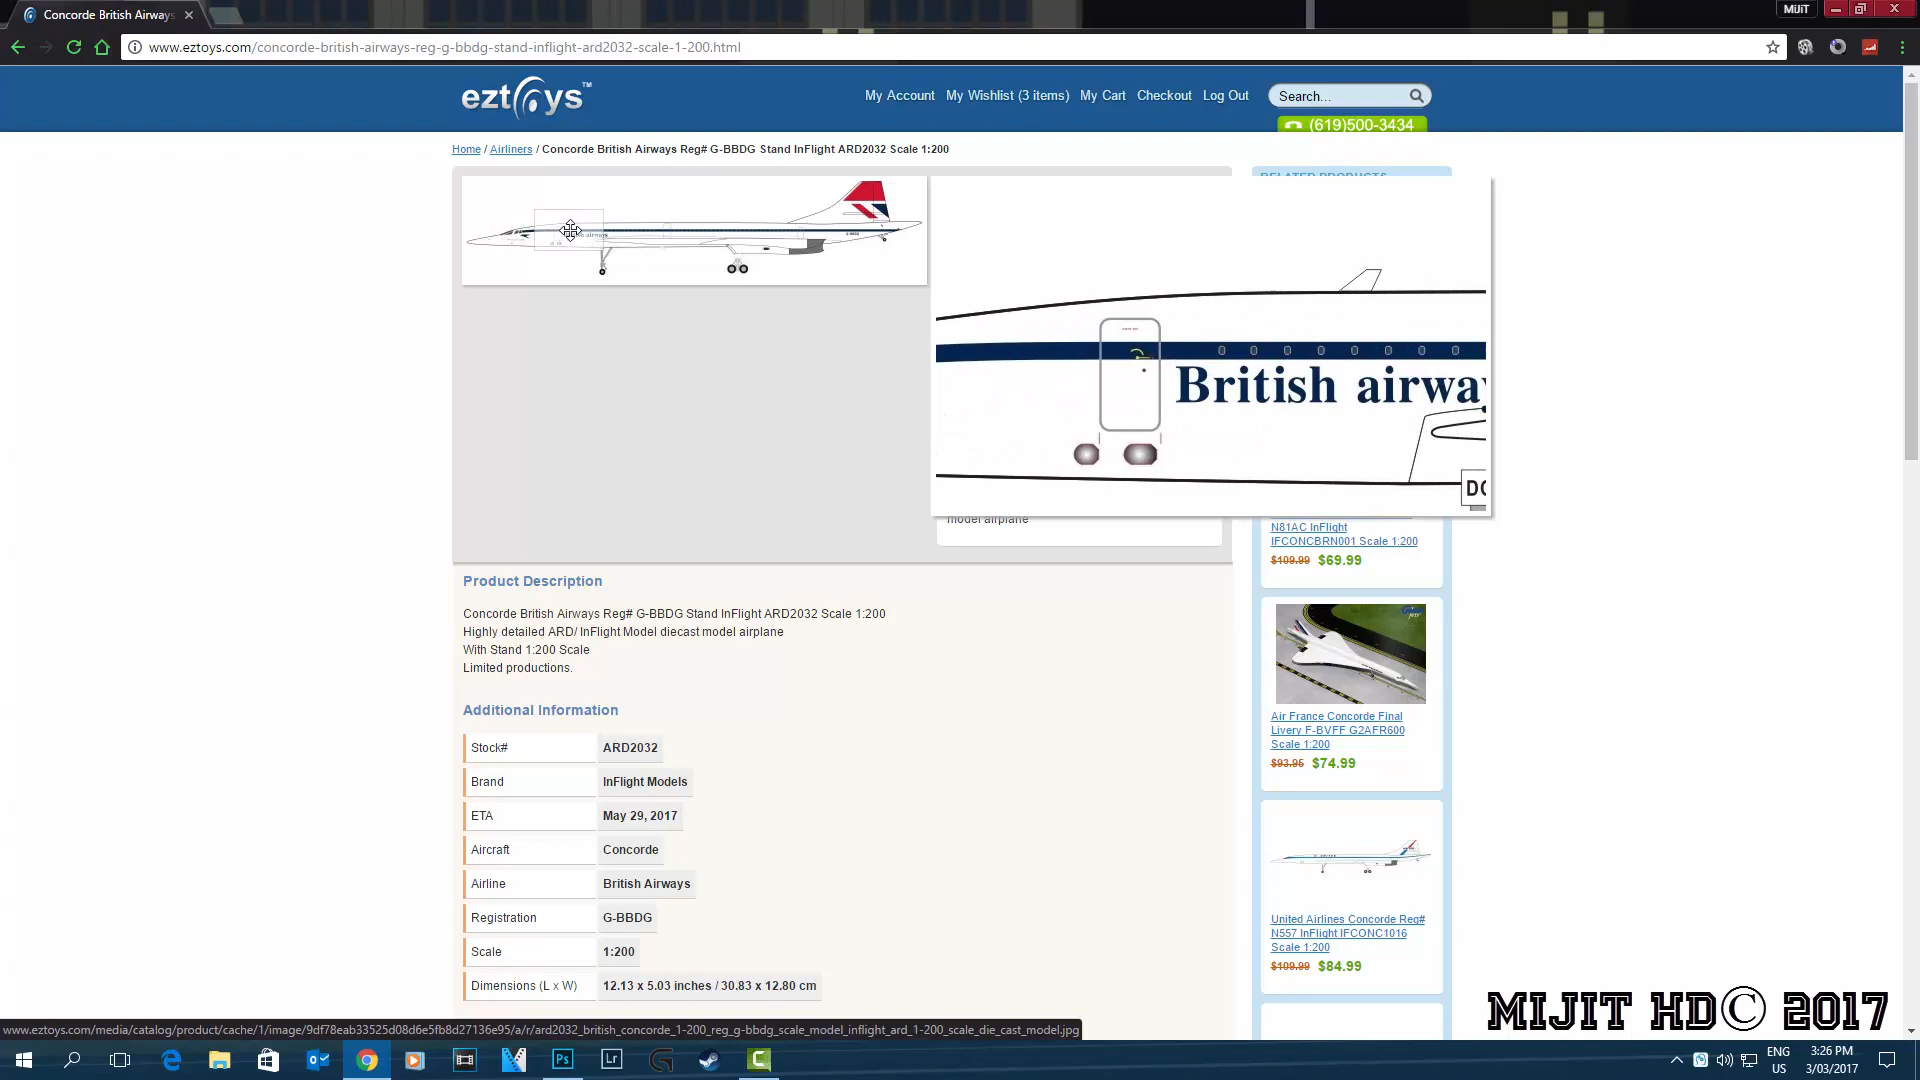 Concorde British Airways
MIJIT
www.eztoys.com/concorde-british-airways-reg-g-bbdg-stand-inflight-ard2032-scale-1-200.html
eztoys™
My Account My Wishlist (3 items) My Cart Checkout Log Out
Search...
(619)500-3434
Home / Airliners / Concorde British Airways Reg# G-BBDG Stand InFlight ARD2032 Scale 1:200
RELATED PRODUCTS
British airway
DO
model airplane
N81AC InFlight
IFCONCBRN001 Scale 1:200
$109.99 $69.99
Product Description
Concorde British Airways Reg# G-BBDG Stand InFlight ARD2032 Scale 1:200
Highly detailed ARD/ InFlight Model diecast model airplane
With Stand 1:200 Scale
Limited productions.
Air France Concorde Final
Livery F-BVFF G2AFR600
Scale 1:200
$93.95 $74.99
Additional Information
Stock# ARD2032
Brand InFlight Models
ETA May 29, 2017
Aircraft Concorde
Airline British Airways
Registration G-BBDG
Scale 1:200
Dimensions (L x W) 12.13 x 5.03 inches / 30.83 x 12.80 cm
United Airlines Concorde Reg#
N557 InFlight IFCONC1016
Scale 1:200
$109.99 $84.99
MIJIT HD© 2017
www.eztoys.com/media/catalog/product/cache/1/image/9df78eab33525d08d6e5fb8d27136e95/a/r/ard2032_british_concorde_1-200_reg_g-bbdg_scale_model_inflight_ard_1-200_scale_die_cast_model.jpg
Ps
Lr
ENG
US
3:26 PM
3/03/2017